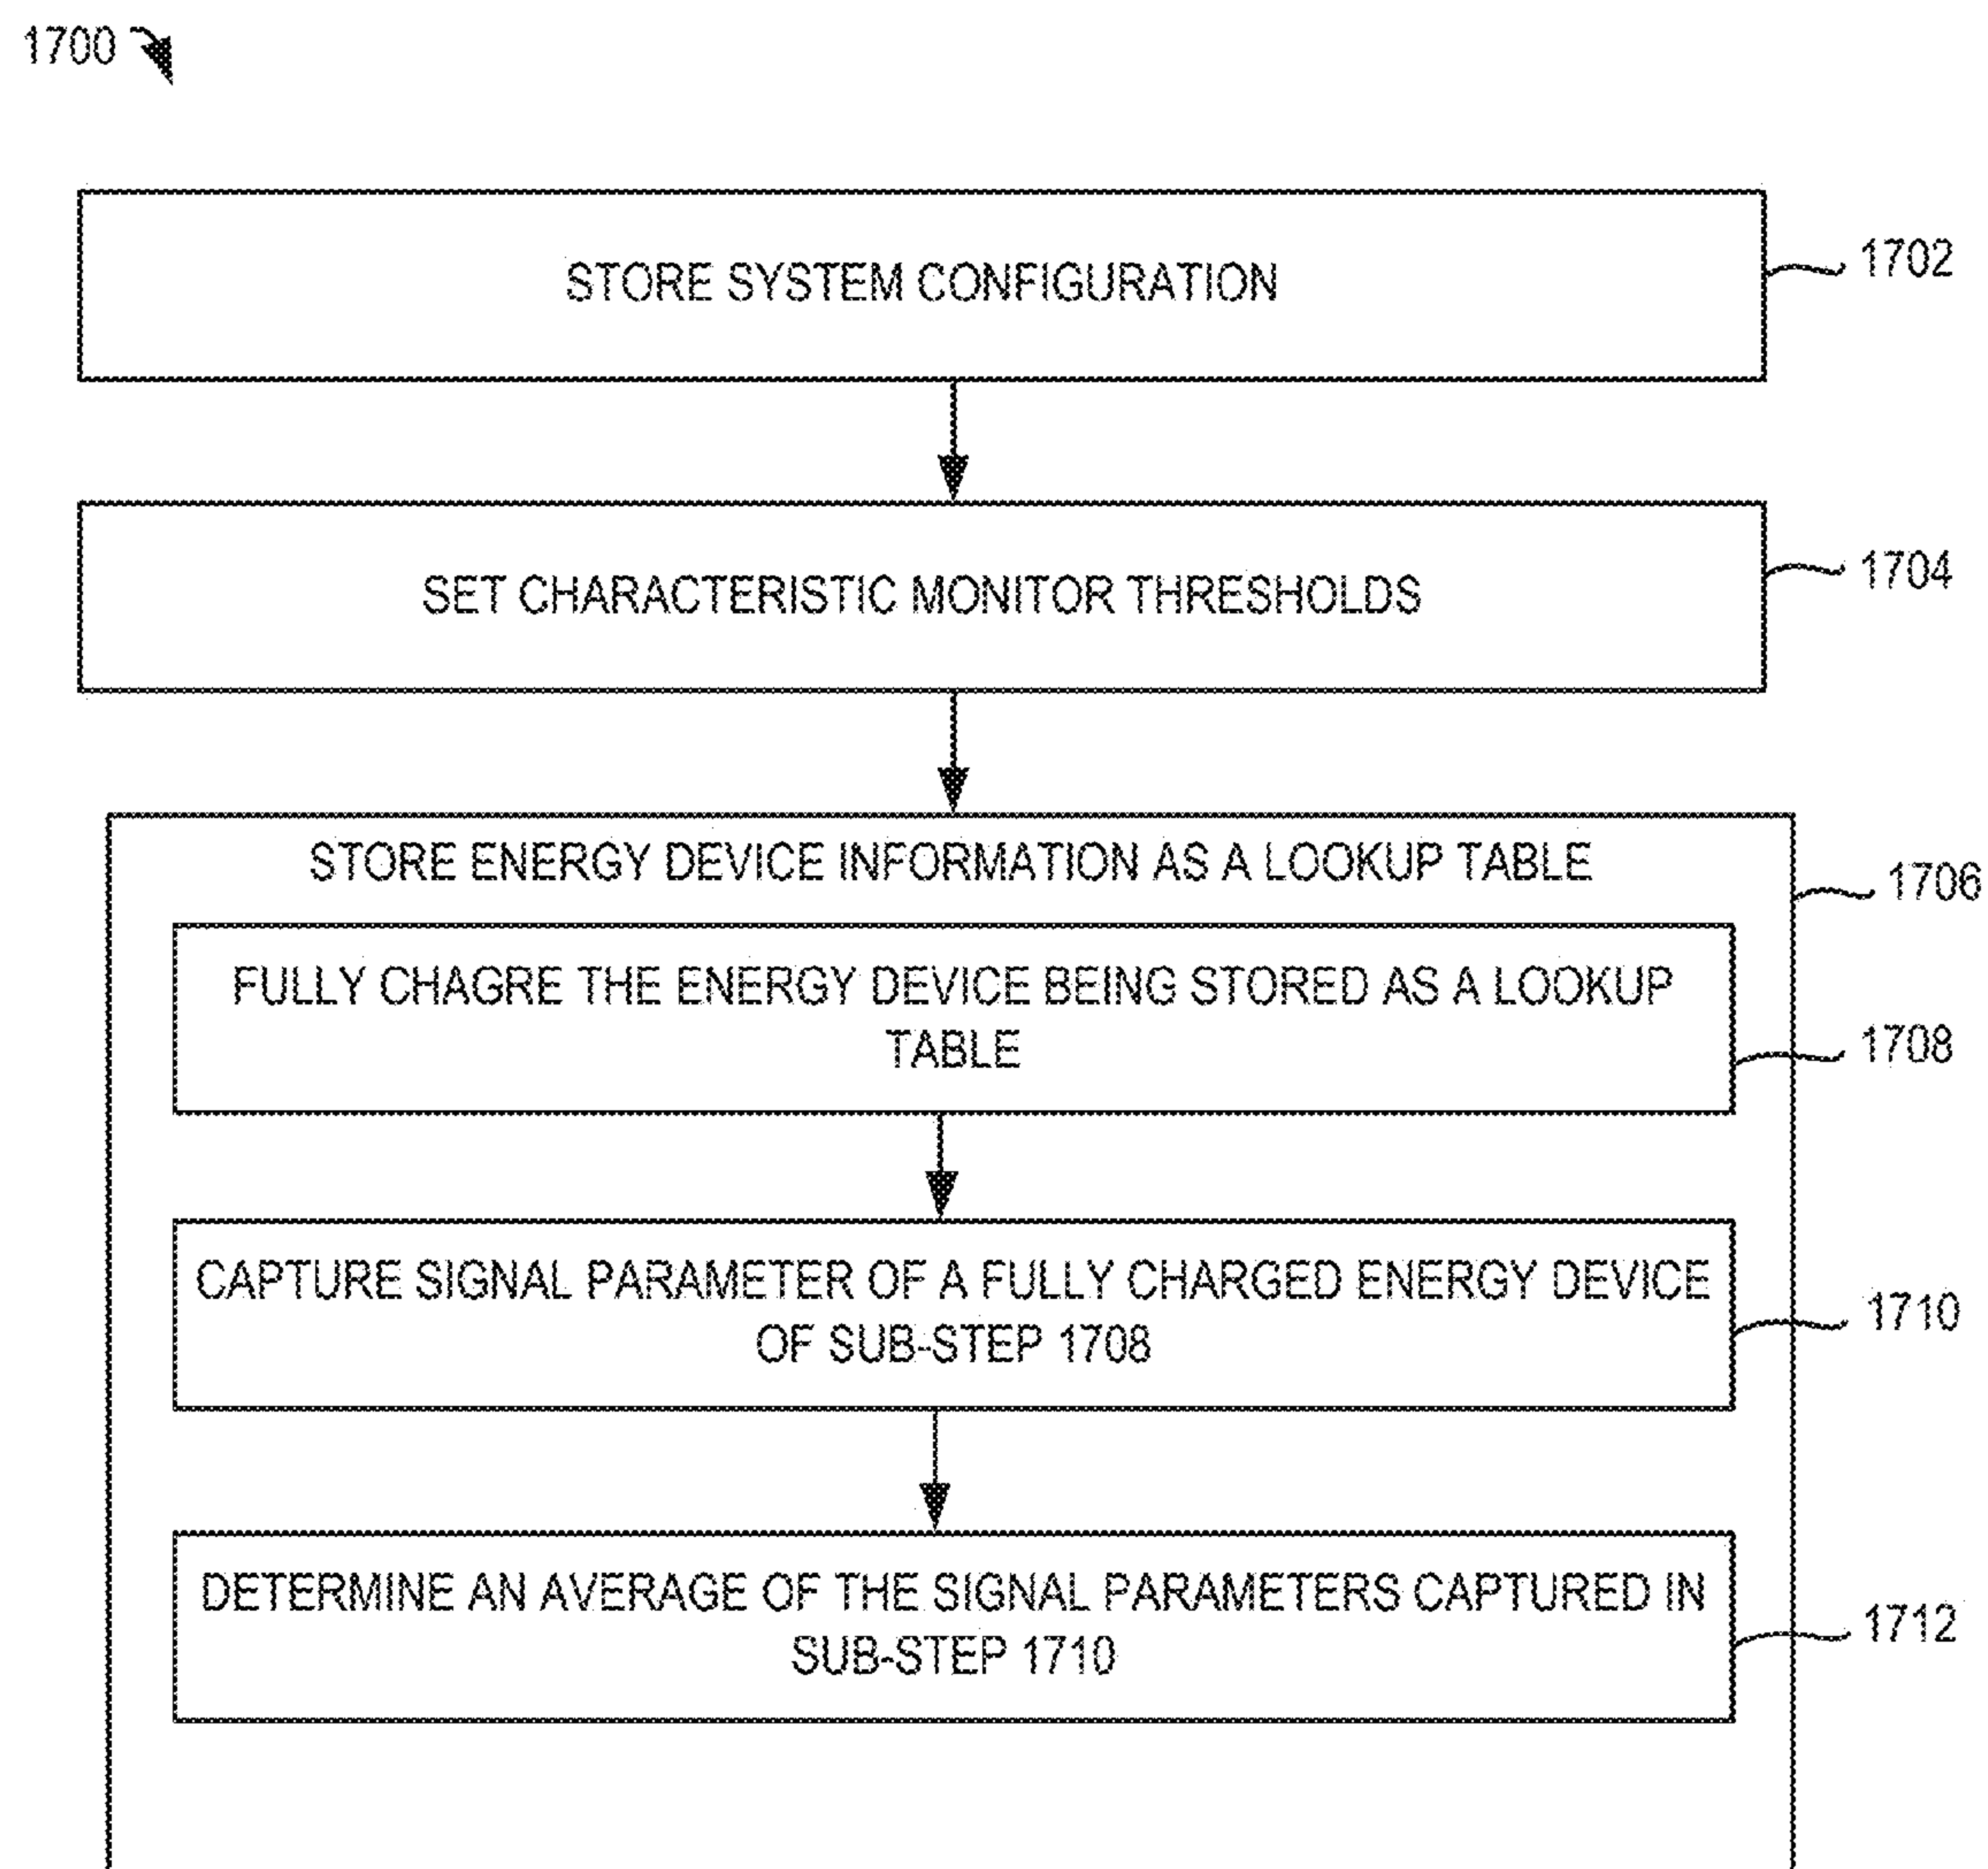 1700
STORE SYSTEM CONFIGURATION
1702
SET CHARACTERISTIC MONITOR THRESHOLDS
1704
STORE ENERGY DEVICE INFORMATION AS A LOOKUP TABLE
1706
FULLY CHAGRE THE ENERGY DEVICE BEING STORED AS A LOOKUP
TABLE
1708
CAPTURE SIGNAL PARAMETER OF A FULLY CHARGED ENERGY DEVICE
OF SUB-STEP 1708
1710
DETERMINE AN AVERAGE OF THE SIGNAL PARAMETERS CAPTURED IN
SUB-STEP 1710
1712